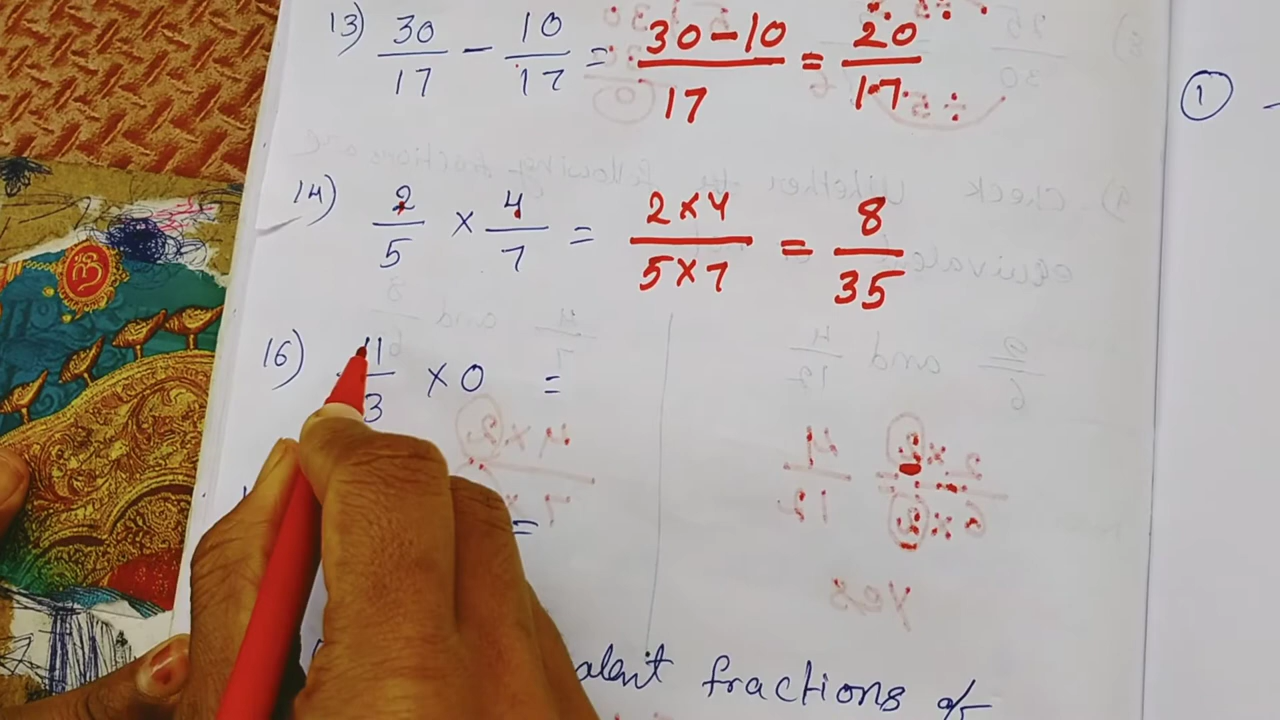 13) 30/17 - 10/17 = 30-10/17 = 20/17
14) 2/5 × 4/7 = 2×4/5×7 = 8/35
16) 11/3 × 0 =
=
fractions of
1